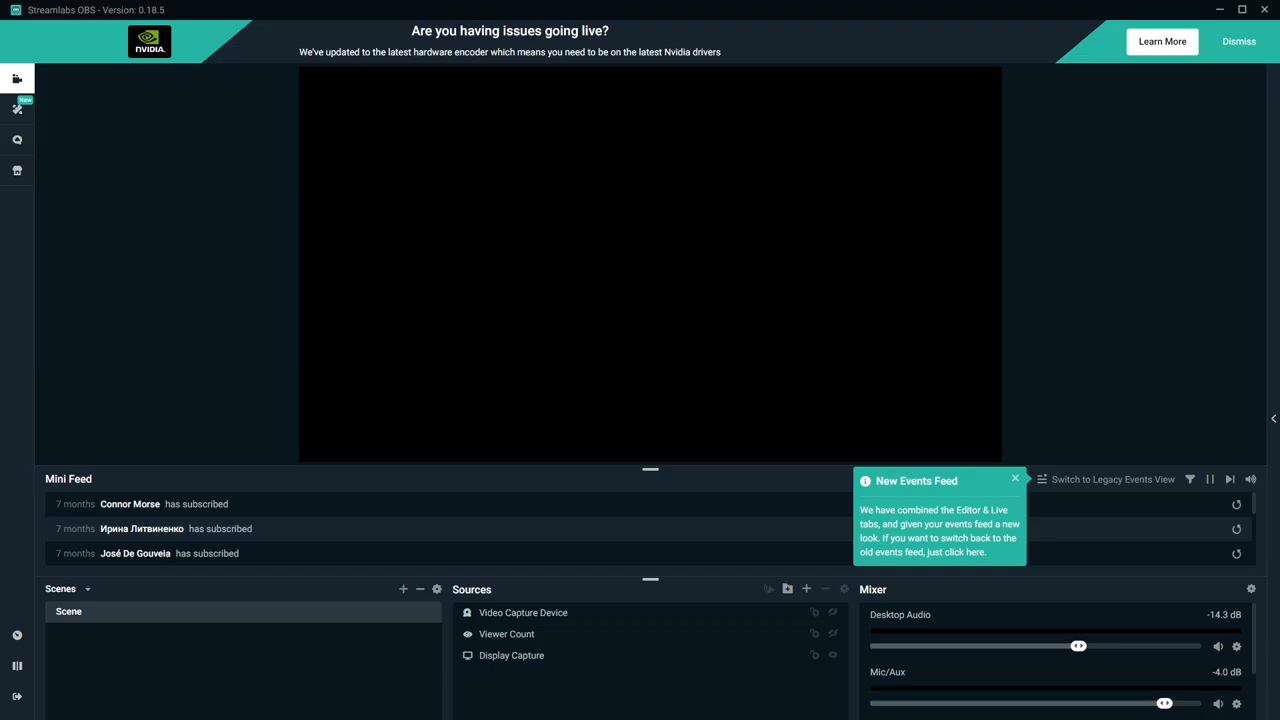 Streamlabs OBS - Version: 0.18.5
NVIDIA.
Are you having issues going live?
We've updated to the latest hardware encoder which means you need to be on the latest Nvidia drivers
Learn More
Dismiss
New
Mini Feed
Switch to Legacy Events View
7 months Connor Morse has subscribed
7 months Ирина Литвиненко has subscribed
7 months José De Gouveia has subscribed
New Events Feed
We have combined the Editor & Live
tabs, and given your events feed a new
look. If you want to switch back to the
old events feed, just click here.
Scenes
Scene
Sources
Video Capture Device
Viewer Count
Display Capture
Mixer
Desktop Audio -14.3 dB
Mic/Aux -4.0 dB